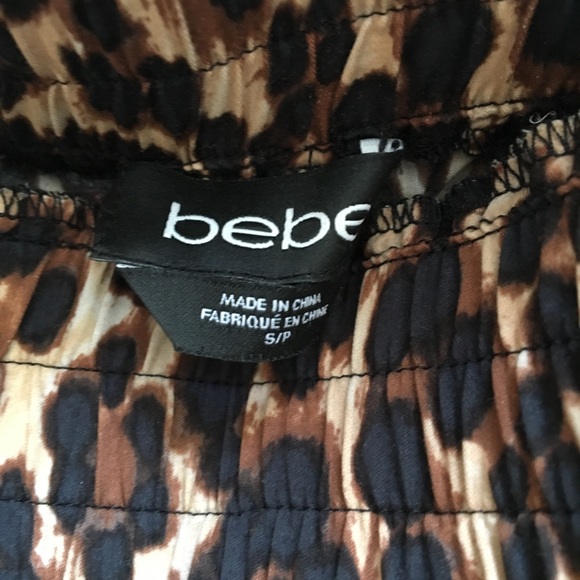 bebe
MADE IN CHINA
FABRIQUÉ EN CHINE
S/P